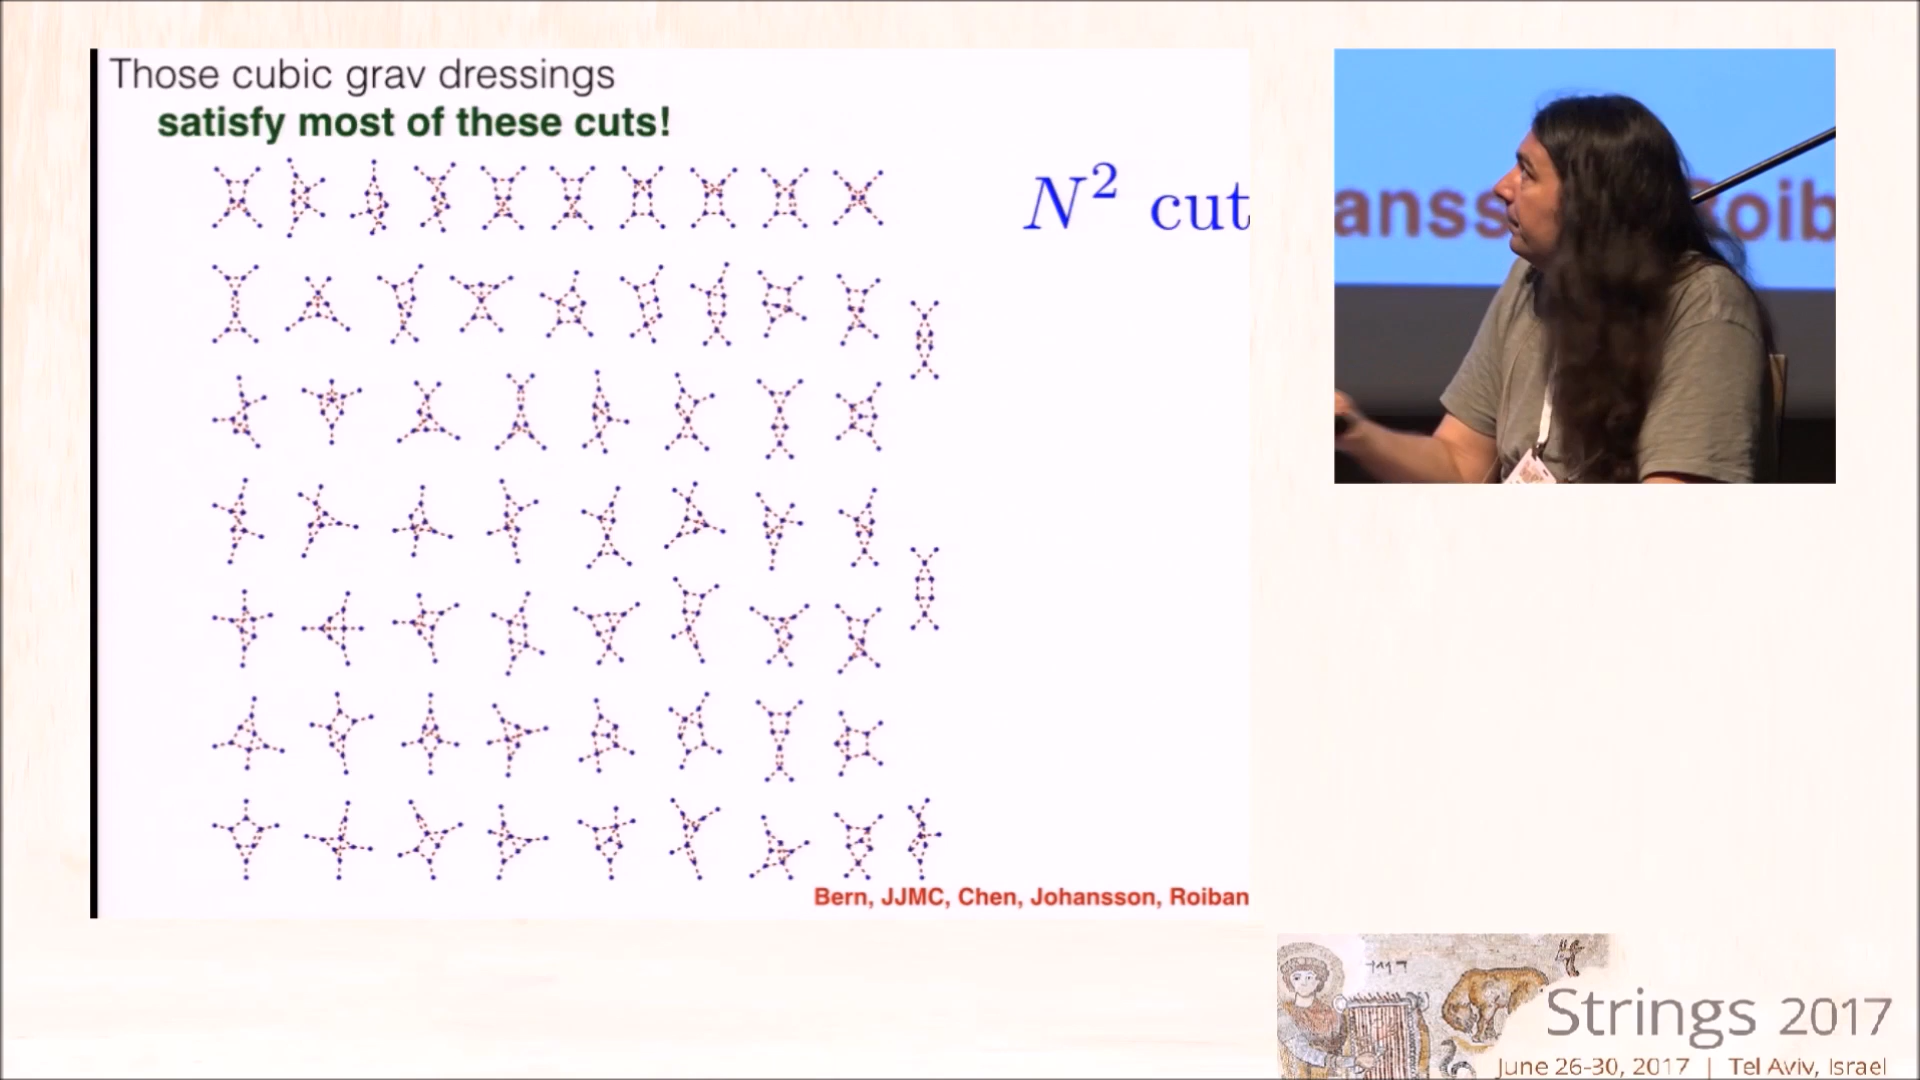 Those cubic grav dressings
satisfy most of these cuts!
N² cut
Bern, JJMC, Chen, Johansson, Roiban
anss oib
Strings 2017
June 26-30, 2017 | Tel Aviv, Israel